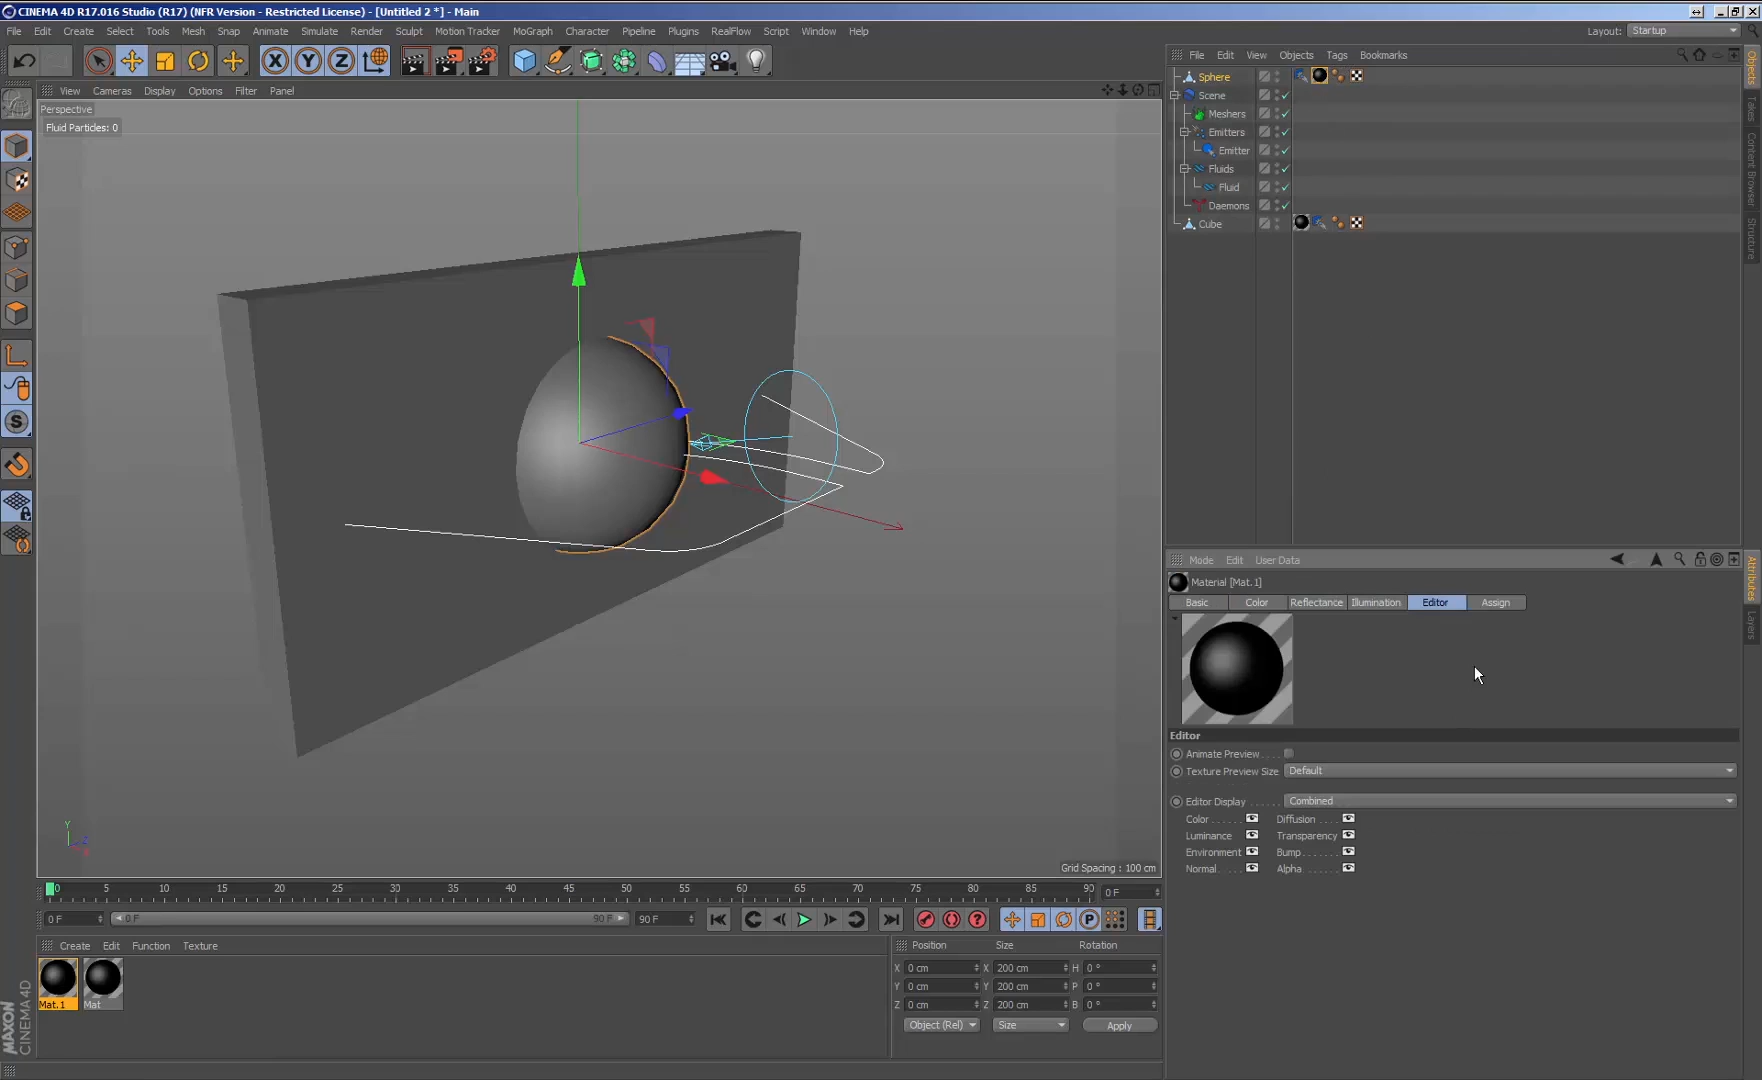 CINEMA 4D R17.016 Studio (R17) (NFR Version - Restricted License) - [Untitled 2 *] - Main
File Edit Create Select Tools Mesh Snap Animate Simulate Render Sculpt Motion Tracker MoGraph Character Pipeline Plugins RealFlow Script Window Help
Layout: Startup
View Cameras Display Options Filter Panel
Perspective
Fluid Particles: 0
Grid Spacing : 100 cm
0 5 10 15 20 25 30 35 40 45 50 55 60 65 70 75 80 85 90
0 F
0 F 0 F 90 F 90 F
Create Edit Function Texture
Mat.1 Mat
MAXON
CINEMA 4D
Position Size Rotation
X 0 cm X 200 cm H 0 °
Y 0 cm Y 200 cm P 0 °
Z 0 cm Z 200 cm B 0 °
Object (Rel) Size Apply
File Edit View Objects Tags Bookmarks
Sphere
Scene
Meshers
Emitters
Emitter
Fluids
Fluid
Daemons
Cube
Objects
Takes
Content Browser
Structure
Mode Edit User Data
Material [Mat.1]
Basic Color Reflectance Illumination Editor Assign
Editor
Animate Preview
Texture Preview Size Default
Editor Display Combined
Color Diffusion
Luminance Transparency
Environment Bump
Normal Alpha
Attributes
Layers
X Y Z
S
P
Y